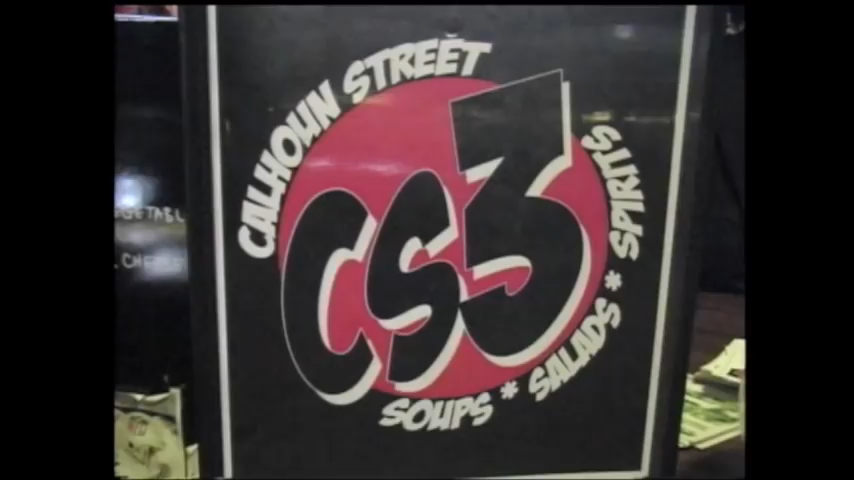 CALHOUN STREET
CS3
SOUPS * SALADS * SPIRITS